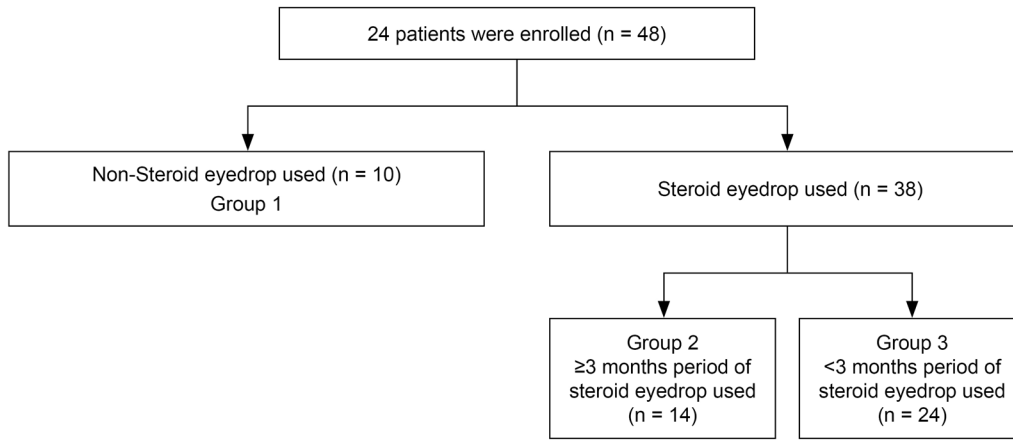 24 patients were enrolled (n = 48)
Non-Steroid eyedrop used (n = 10)
Group 1
Steroid eyedrop used (n = 38)
Group 2
≥3 months period of
steroid eyedrop used
(n = 14)
Group 3
<3 months period of
steroid eyedrop used
(n = 24)